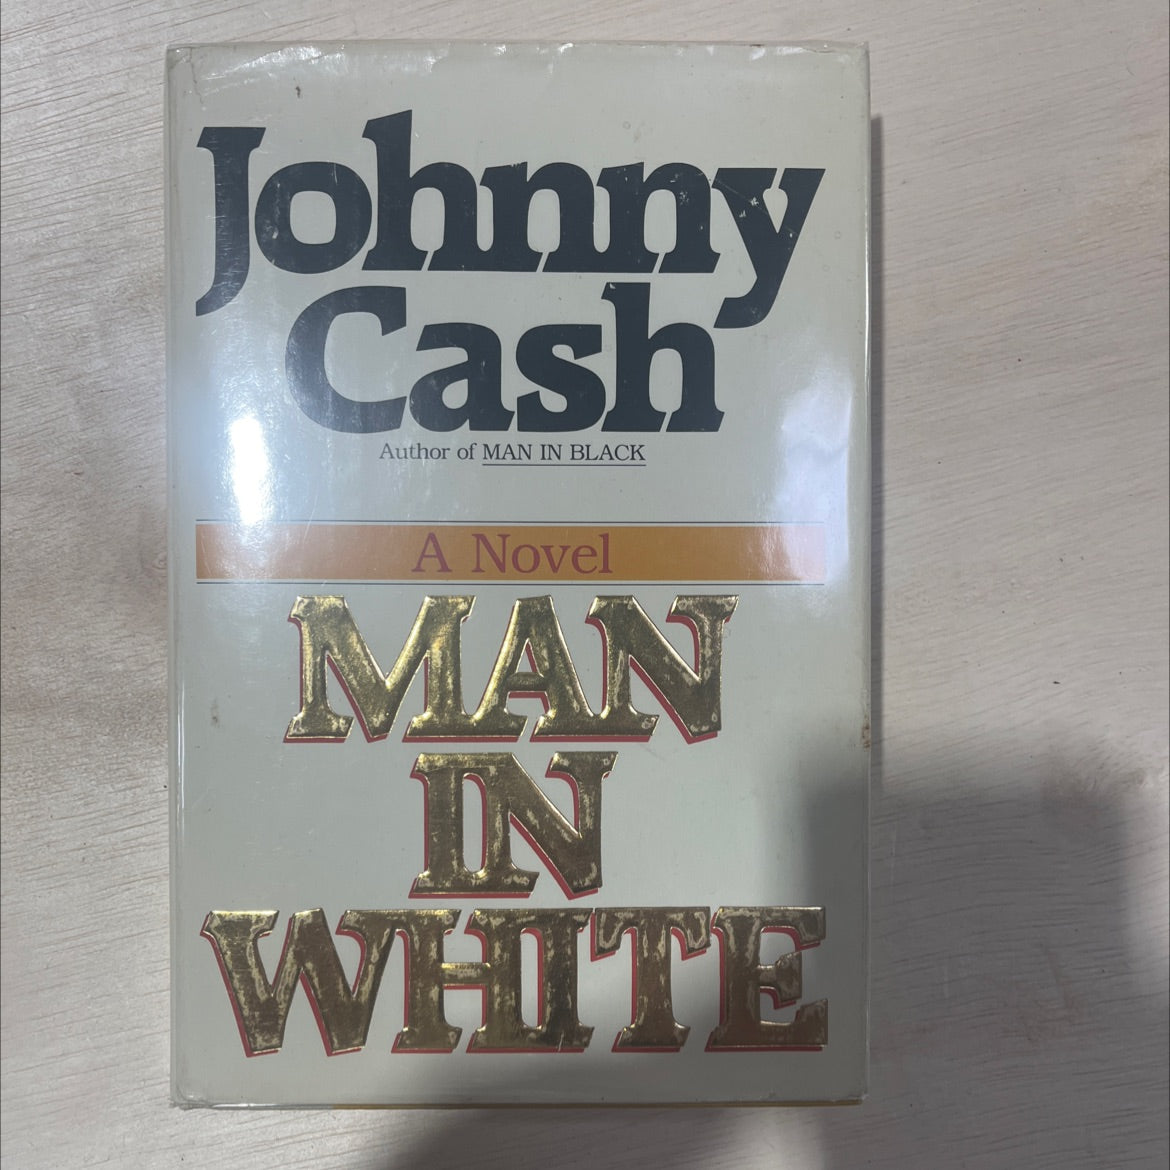 Johnny
Cash
Author of MAN IN BLACK
A Novel
MAN
IN
WHITE